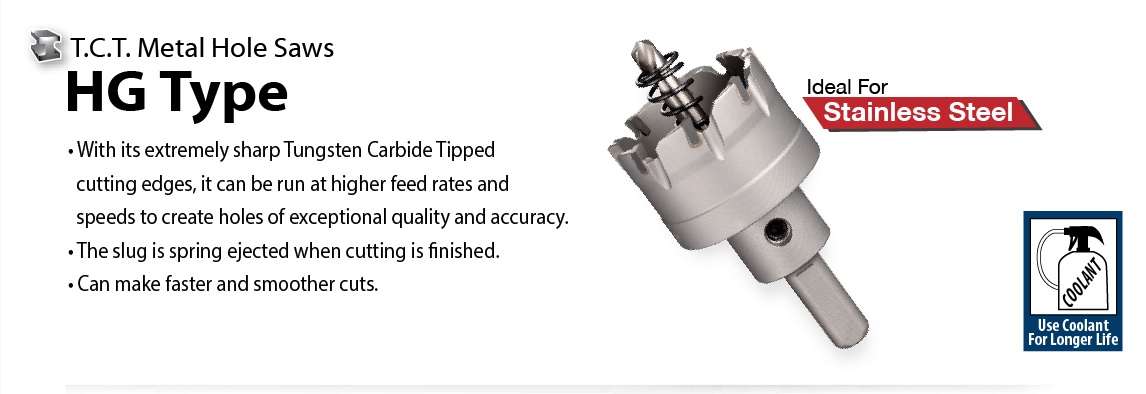 T.C.T. Metal Hole Saws
HG Type
• With its extremely sharp Tungsten Carbide Tipped
cutting edges, it can be run at higher feed rates and
speeds to create holes of exceptional quality and accuracy.
• The slug is spring ejected when cutting is finished.
• Can make faster and smoother cuts.
Ideal For
Stainless Steel
COOLANT
Use Coolant
For Longer Life